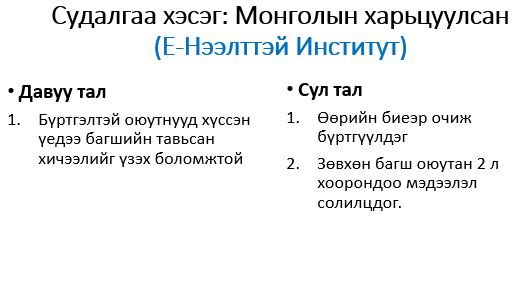 Судалгаа хэсэг: Монголын харьцуулсан
(Е-Нээлттэй Институт)
• Давуу тал
1. Бүртгэлтэй оюутнууд хүссэн
үедээ багшийн тавьсан
хичээлийг үзэх боломжтой
• Сул тал
1. Өөрийн биеэр очиж
бүртгүүлдэг
2. Зөвхөн багш оюутан 2 л
хоорондоо мэдээлэл
солилцдог.